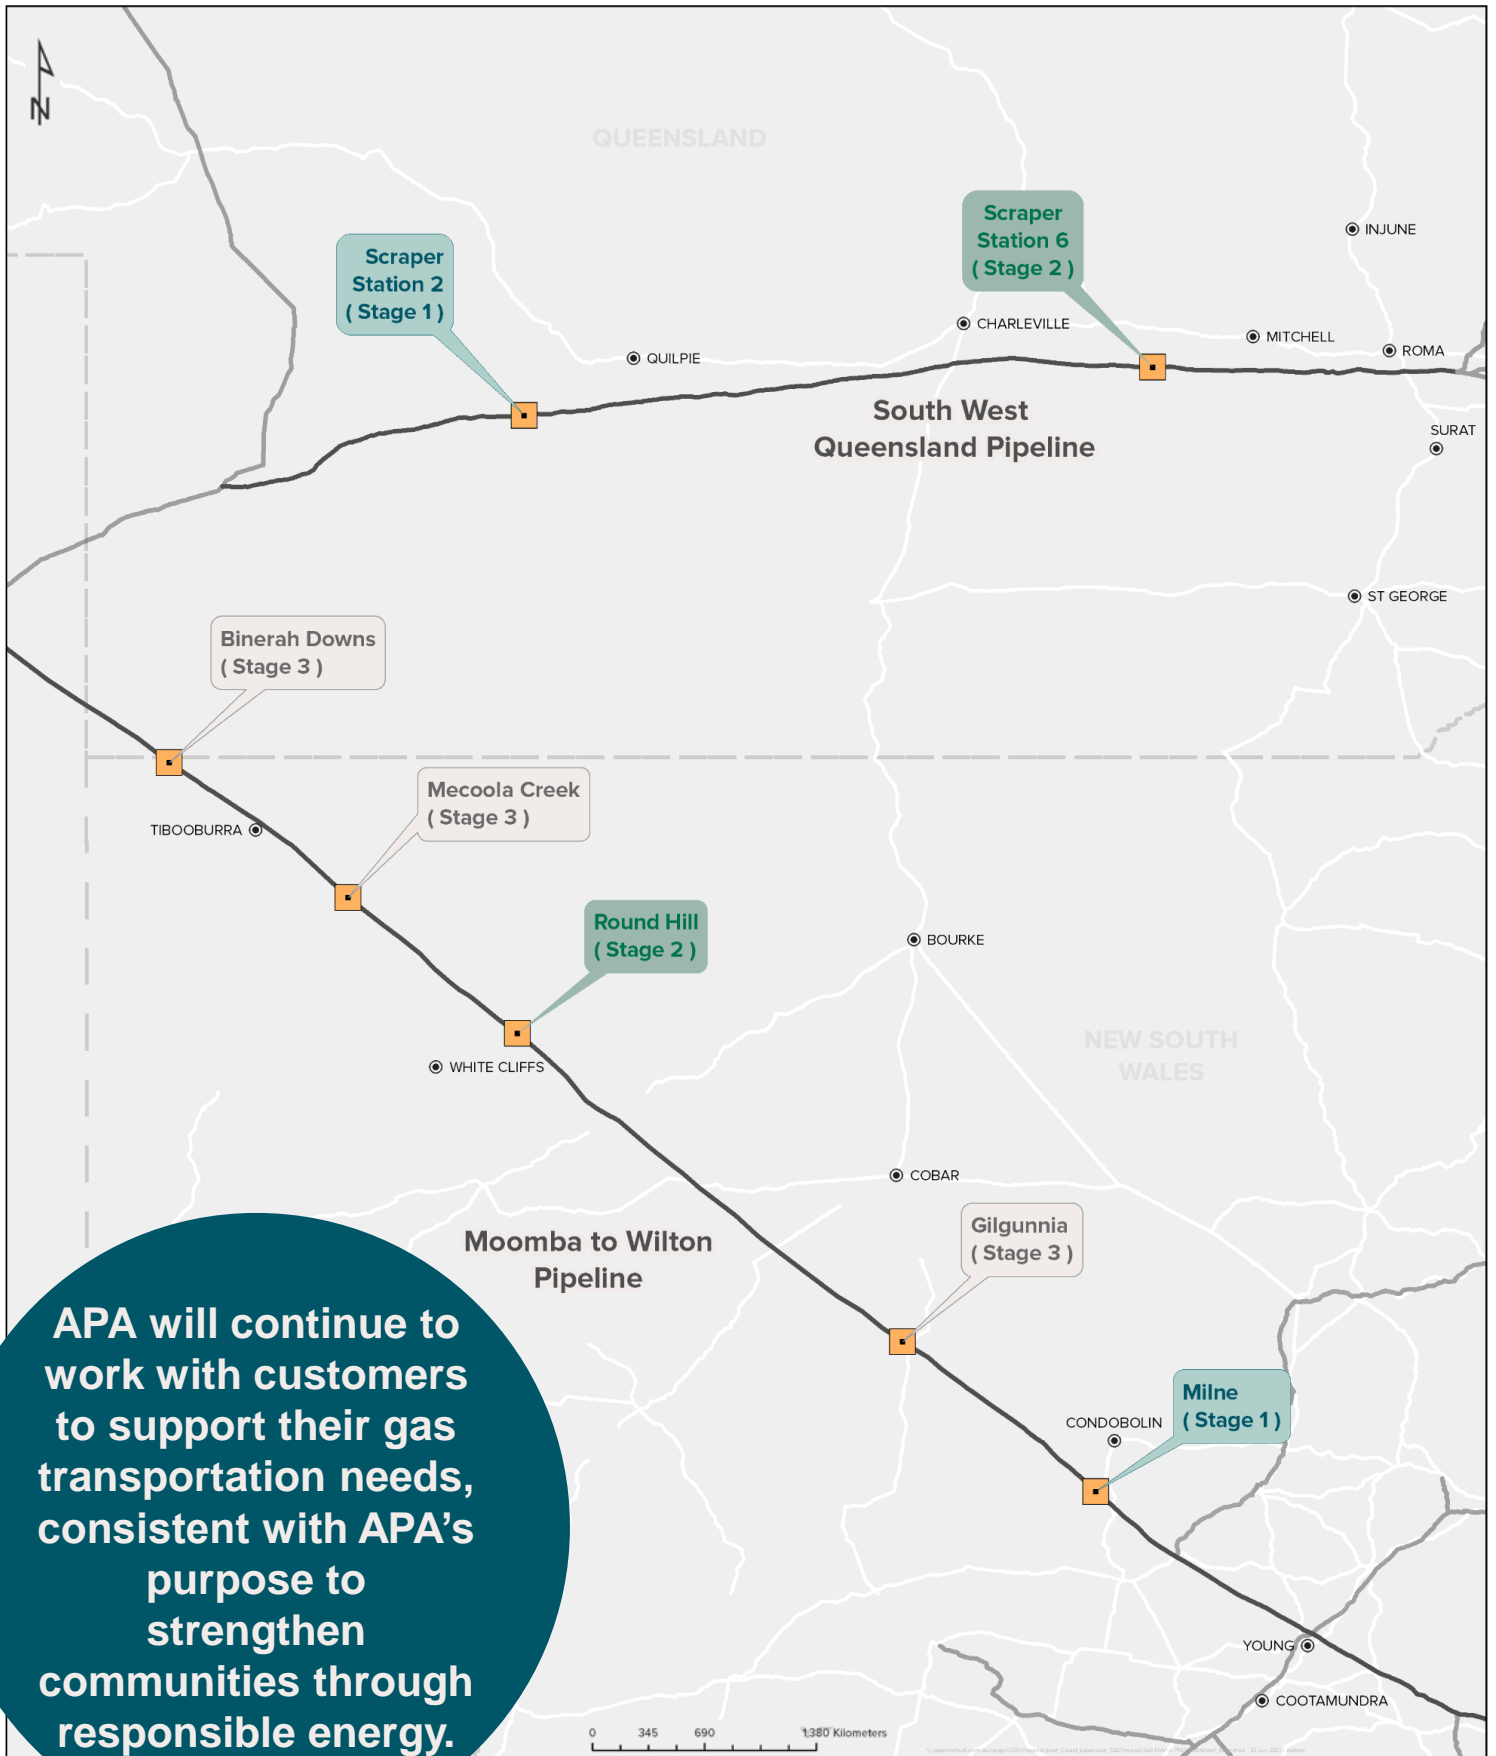 N
QUEENSLAND
Scraper
Station 6
( Stage 2 )
INJUNE
Scraper
Station 2
( Stage 1 )
CHARLEVILLE
MITCHELL
ROMA
QUILPIE
South West
Queensland Pipeline
SURAT
ST GEORGE
Binerah Downs
( Stage 3 )
Mecoola Creek
( Stage 3 )
TIBOOBURRA
Round Hill
( Stage 2 )
BOURKE
NEW SOUTH
WALES
WHITE CLIFFS
COBAR
Gilgunnia
( Stage 3 )
Moomba to Wilton
Pipeline
APA will continue to
work with customers
to support their gas
transportation needs,
consistent with APA’s
purpose to
strengthen
communities through
responsible energy.
Milne
( Stage 1 )
CONDOBOLIN
YOUNG
COOTAMUNDRA
0 345 690 1,380 Kilometers